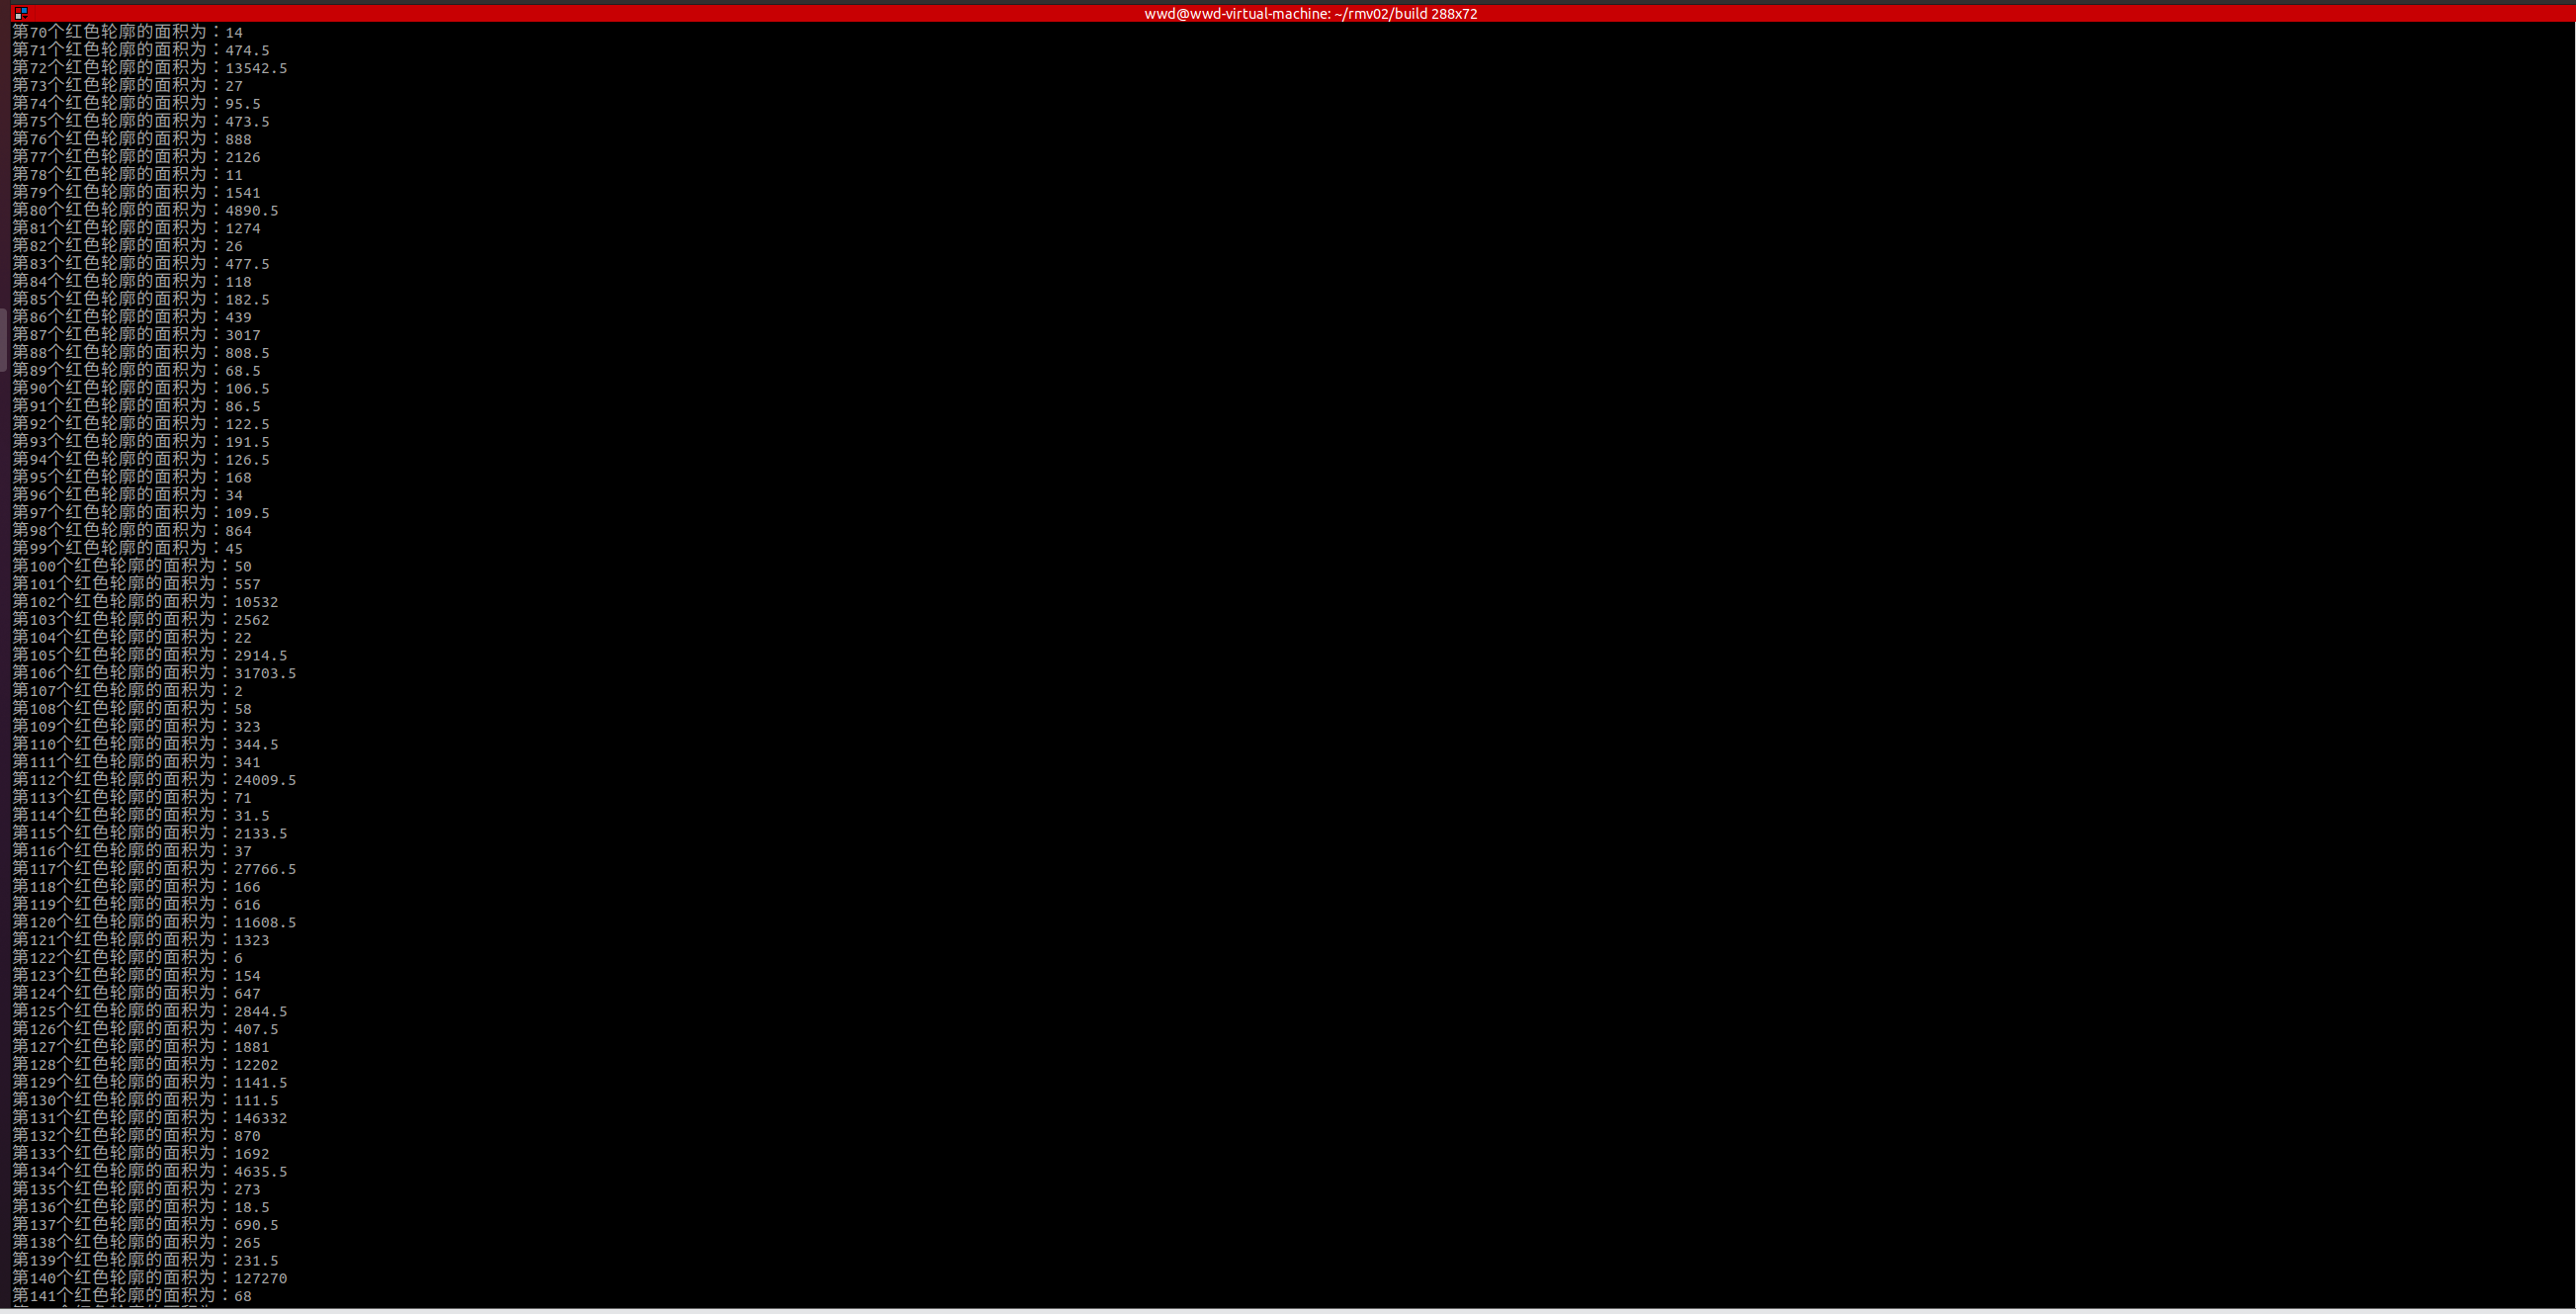 wwd@wwd-virtual-machine: ~/rmv02/build 288x72
第70个红色轮廓的面积为：14
第71个红色轮廓的面积为：474.5
第72个红色轮廓的面积为：13542.5
第73个红色轮廓的面积为：27
第74个红色轮廓的面积为：95.5
第75个红色轮廓的面积为：473.5
第76个红色轮廓的面积为：888
第77个红色轮廓的面积为：2126
第78个红色轮廓的面积为：11
第79个红色轮廓的面积为：1541
第80个红色轮廓的面积为：4890.5
第81个红色轮廓的面积为：1274
第82个红色轮廓的面积为：26
第83个红色轮廓的面积为：477.5
第84个红色轮廓的面积为：118
第85个红色轮廓的面积为：182.5
第86个红色轮廓的面积为：439
第87个红色轮廓的面积为：3017
第88个红色轮廓的面积为：808.5
第89个红色轮廓的面积为：68.5
第90个红色轮廓的面积为：106.5
第91个红色轮廓的面积为：86.5
第92个红色轮廓的面积为：122.5
第93个红色轮廓的面积为：191.5
第94个红色轮廓的面积为：126.5
第95个红色轮廓的面积为：168
第96个红色轮廓的面积为：34
第97个红色轮廓的面积为：109.5
第98个红色轮廓的面积为：864
第99个红色轮廓的面积为：45
第100个红色轮廓的面积为：50
第101个红色轮廓的面积为：557
第102个红色轮廓的面积为：10532
第103个红色轮廓的面积为：2562
第104个红色轮廓的面积为：22
第105个红色轮廓的面积为：2914.5
第106个红色轮廓的面积为：31703.5
第107个红色轮廓的面积为：2
第108个红色轮廓的面积为：58
第109个红色轮廓的面积为：323
第110个红色轮廓的面积为：344.5
第111个红色轮廓的面积为：341
第112个红色轮廓的面积为：24009.5
第113个红色轮廓的面积为：71
第114个红色轮廓的面积为：31.5
第115个红色轮廓的面积为：2133.5
第116个红色轮廓的面积为：37
第117个红色轮廓的面积为：27766.5
第118个红色轮廓的面积为：166
第119个红色轮廓的面积为：616
第120个红色轮廓的面积为：11608.5
第121个红色轮廓的面积为：1323
第122个红色轮廓的面积为：6
第123个红色轮廓的面积为：154
第124个红色轮廓的面积为：647
第125个红色轮廓的面积为：2844.5
第126个红色轮廓的面积为：407.5
第127个红色轮廓的面积为：1881
第128个红色轮廓的面积为：12202
第129个红色轮廓的面积为：1141.5
第130个红色轮廓的面积为：111.5
第131个红色轮廓的面积为：146332
第132个红色轮廓的面积为：870
第133个红色轮廓的面积为：1692
第134个红色轮廓的面积为：4635.5
第135个红色轮廓的面积为：273
第136个红色轮廓的面积为：18.5
第137个红色轮廓的面积为：690.5
第138个红色轮廓的面积为：265
第139个红色轮廓的面积为：231.5
第140个红色轮廓的面积为：127270
第141个红色轮廓的面积为：68